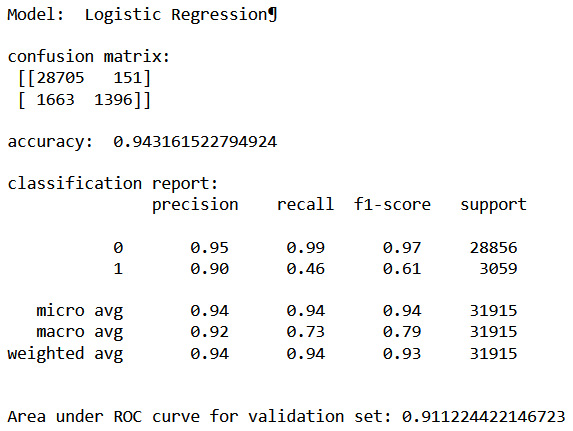 Model:  Logistic Regression¶
confusion matrix:
 [[28705   151]
 [ 1663  1396]]
accuracy:  0.943161522794924
classification report:
              precision    recall  f1-score   support
           0       0.95      0.99      0.97     28856
           1       0.90      0.46      0.61      3059
   micro avg       0.94      0.94      0.94     31915
   macro avg       0.92      0.73      0.79     31915
weighted avg       0.94      0.94      0.93     31915
Area under ROC curve for validation set: 0.911224422146723